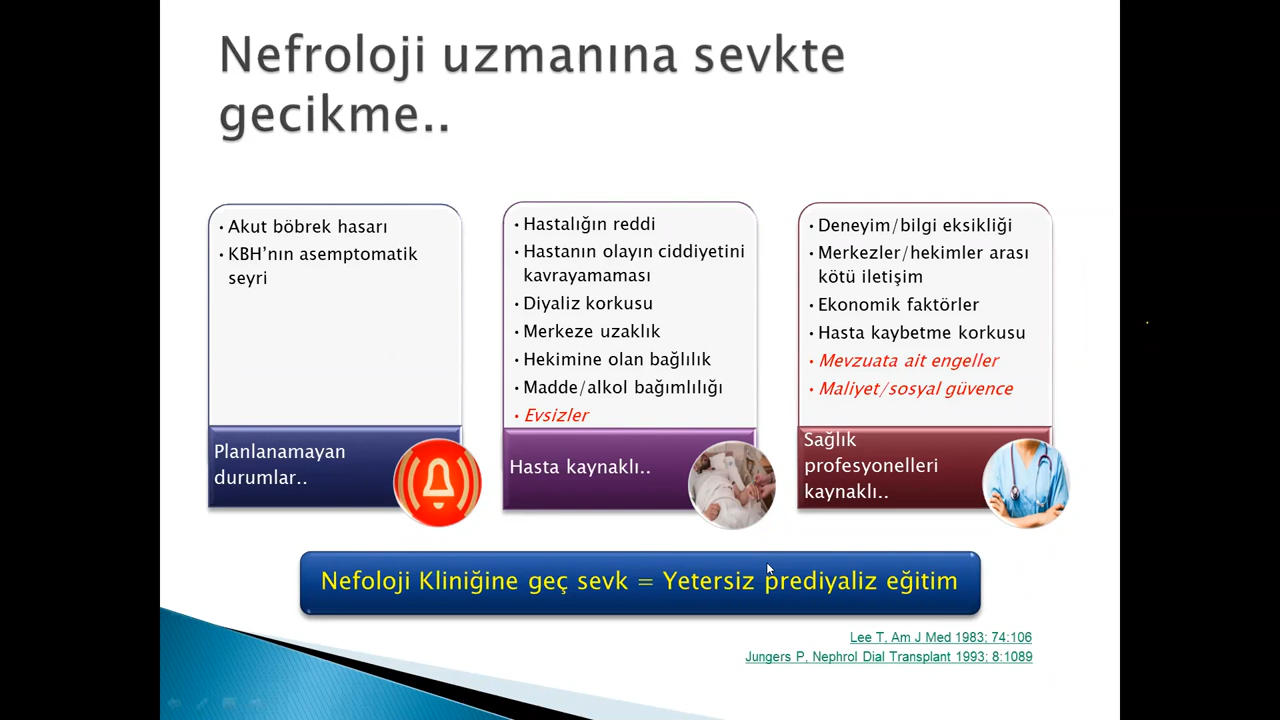 Nefroloji uzmanına sevkte
gecikme..
• Akut böbrek hasarı
• KBH’nın asemptomatik
seyri
Planlanamayan
durumlar..
• Hastalığın reddi
• Hastanın olayın ciddiyetini
kavrayamaması
• Diyaliz korkusu
• Merkeze uzaklık
• Hekimine olan bağlılık
• Madde/alkol bağımlılığı
• Evsizler
Hasta kaynaklı..
• Deneyim/bilgi eksikliği
• Merkezler/hekimler arası
kötü iletişim
• Ekonomik faktörler
• Hasta kaybetme korkusu
• Mevzuata ait engeller
• Maliyet/sosyal güvence
Sağlık
profesyonelleri
kaynaklı..
Nefoloji Kliniğine geç sevk = Yetersiz prediyaliz eğitim
Lee T, Am J Med 1983; 74:106
Jungers P, Nephrol Dial Transplant 1993; 8:1089